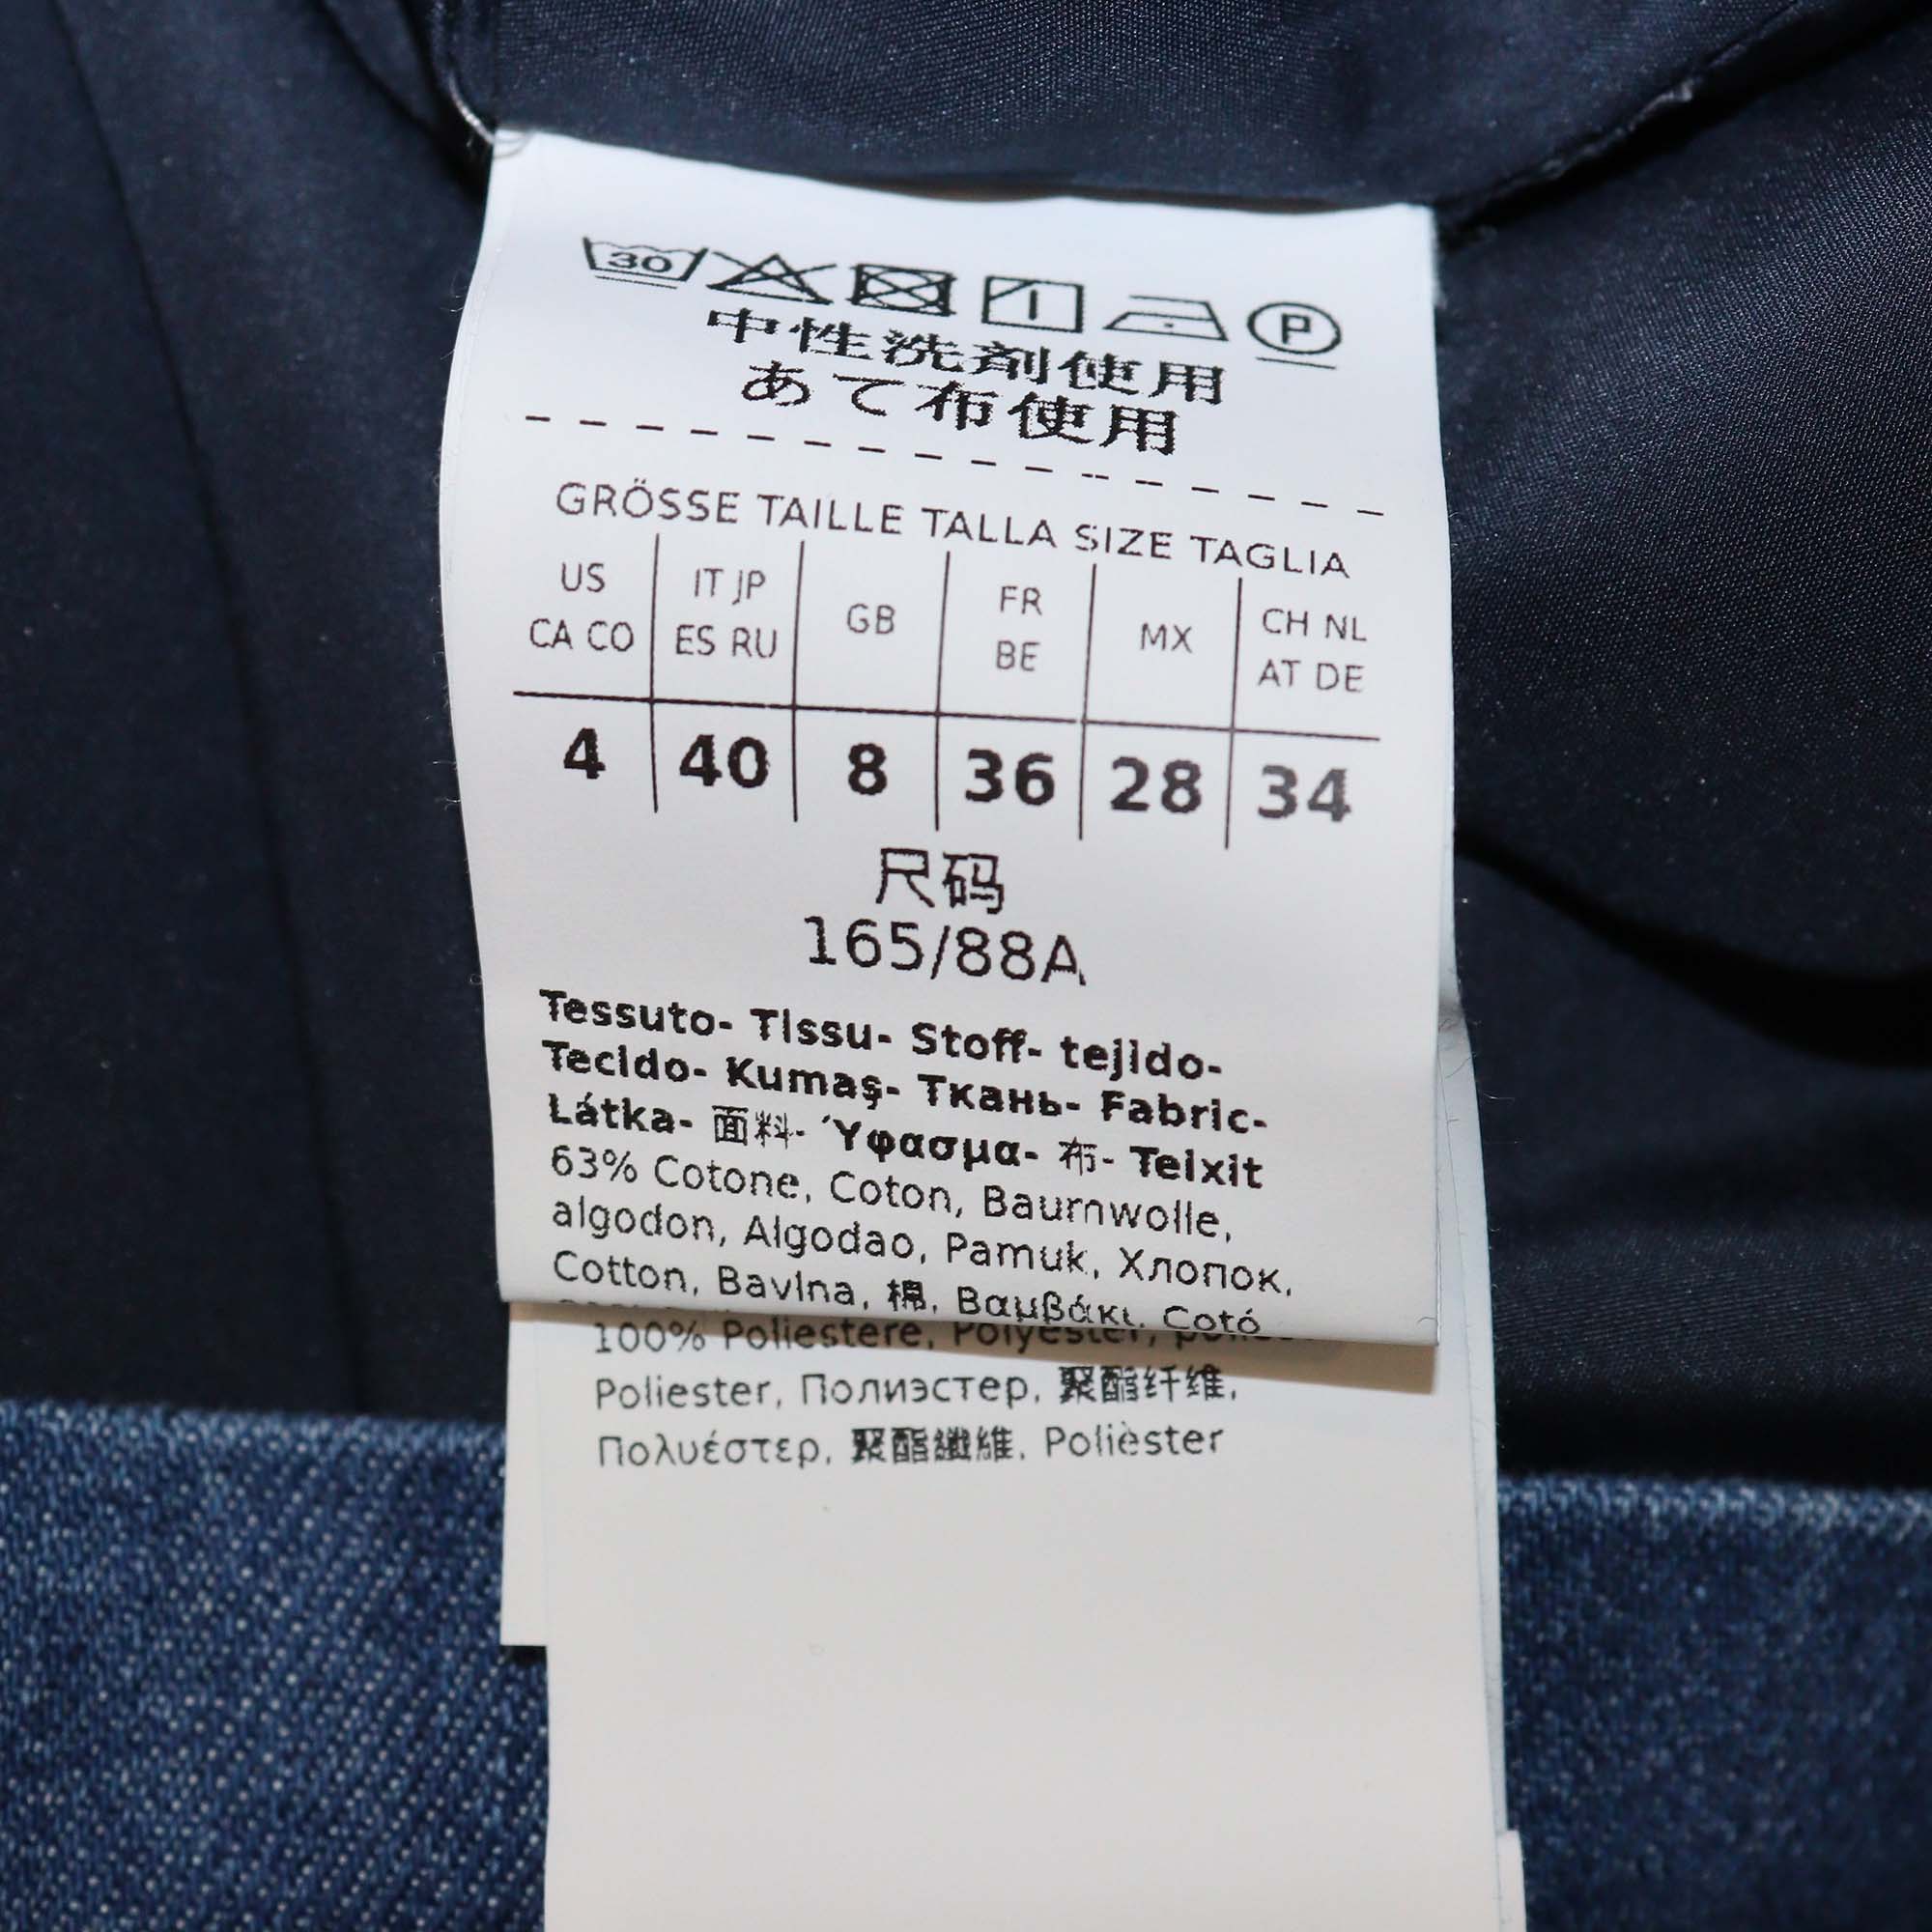 30 P
中性洗剤使用
あて布使用
GRÖSSE TAILLE TALLA SIZE TAGLIA
US CA CO IT JP ES RU GB FR BE MX CH NL AT DE
4 40 8 36 28 34
尺码
165/88A
Tessuto- Tissu- Stoff- tejido-
Tecido- Kumaş- Ткань- Fabric-
Látka- 面料- Ύφασμα- 布- Teixit
63% Cotone, Coton, Baumwolle,
algodon, Algodao, Pamuk, Хлопок,
Cotton, Bavlna, 棉, Βαμβάκι, Cotó
100% Poliestere, Polyester,
Poliester, Полиэстер, 聚酯纤维,
Πολυέστερ, 聚酯纖維, Polièster